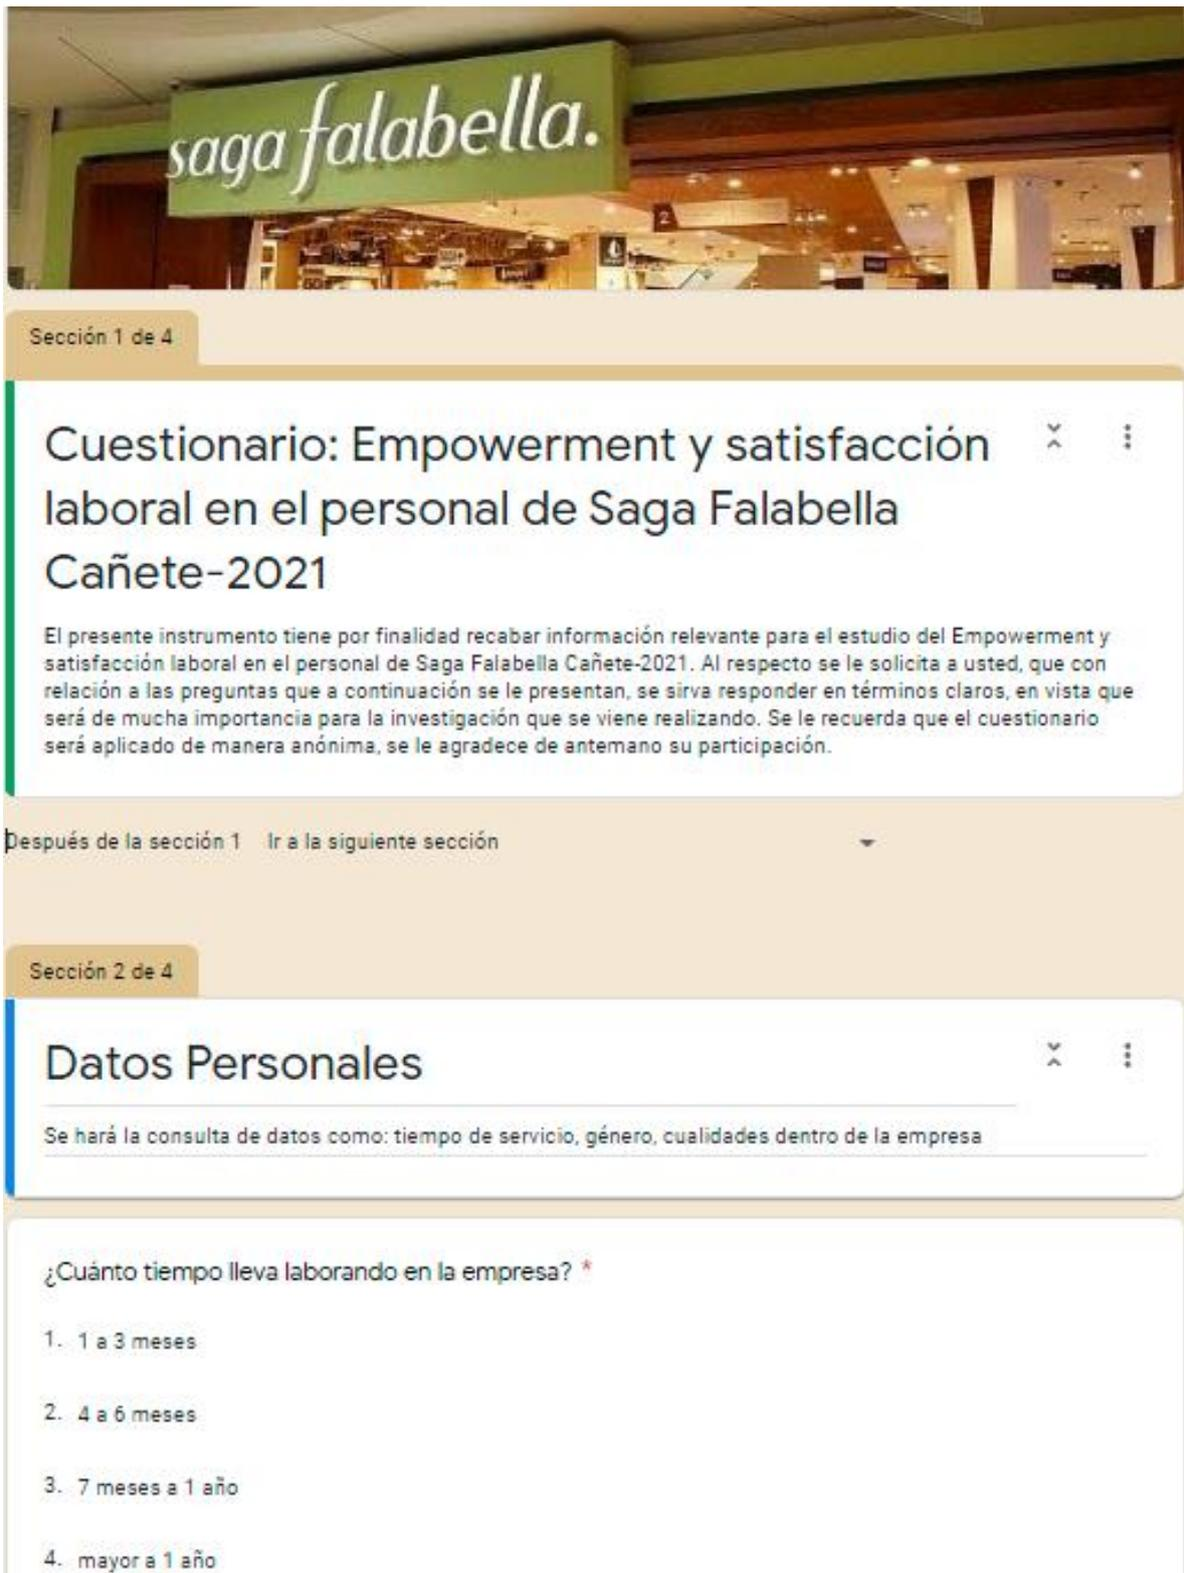 saga falabella.
2
Sección 1 de 4
Cuestionario: Empowerment y satisfacción
laboral en el personal de Saga Falabella
Cañete-2021
El presente instrumento tiene por finalidad recabar información relevante para el estudio del Empowerment y
satisfacción laboral en el personal de Saga Falabella Cañete-2021. Al respecto se le solicita a usted, que con
relación a las preguntas que a continuación se le presentan, se sirva responder en términos claros, en vista que
será de mucha importancia para la investigación que se viene realizando. Se le recuerda que el cuestionario
será aplicado de manera anónima, se le agradece de antemano su participación.
Después de la sección 1 Ir a la siguiente sección
Sección 2 de 4
Datos Personales
Se hará la consulta de datos como: tiempo de servicio, género, cualidades dentro de la empresa
¿Cuánto tiempo lleva laborando en la empresa? *
1. 1 a 3 meses
2. 4 a 6 meses
3. 7 meses a 1 año
4. mayor a 1 año